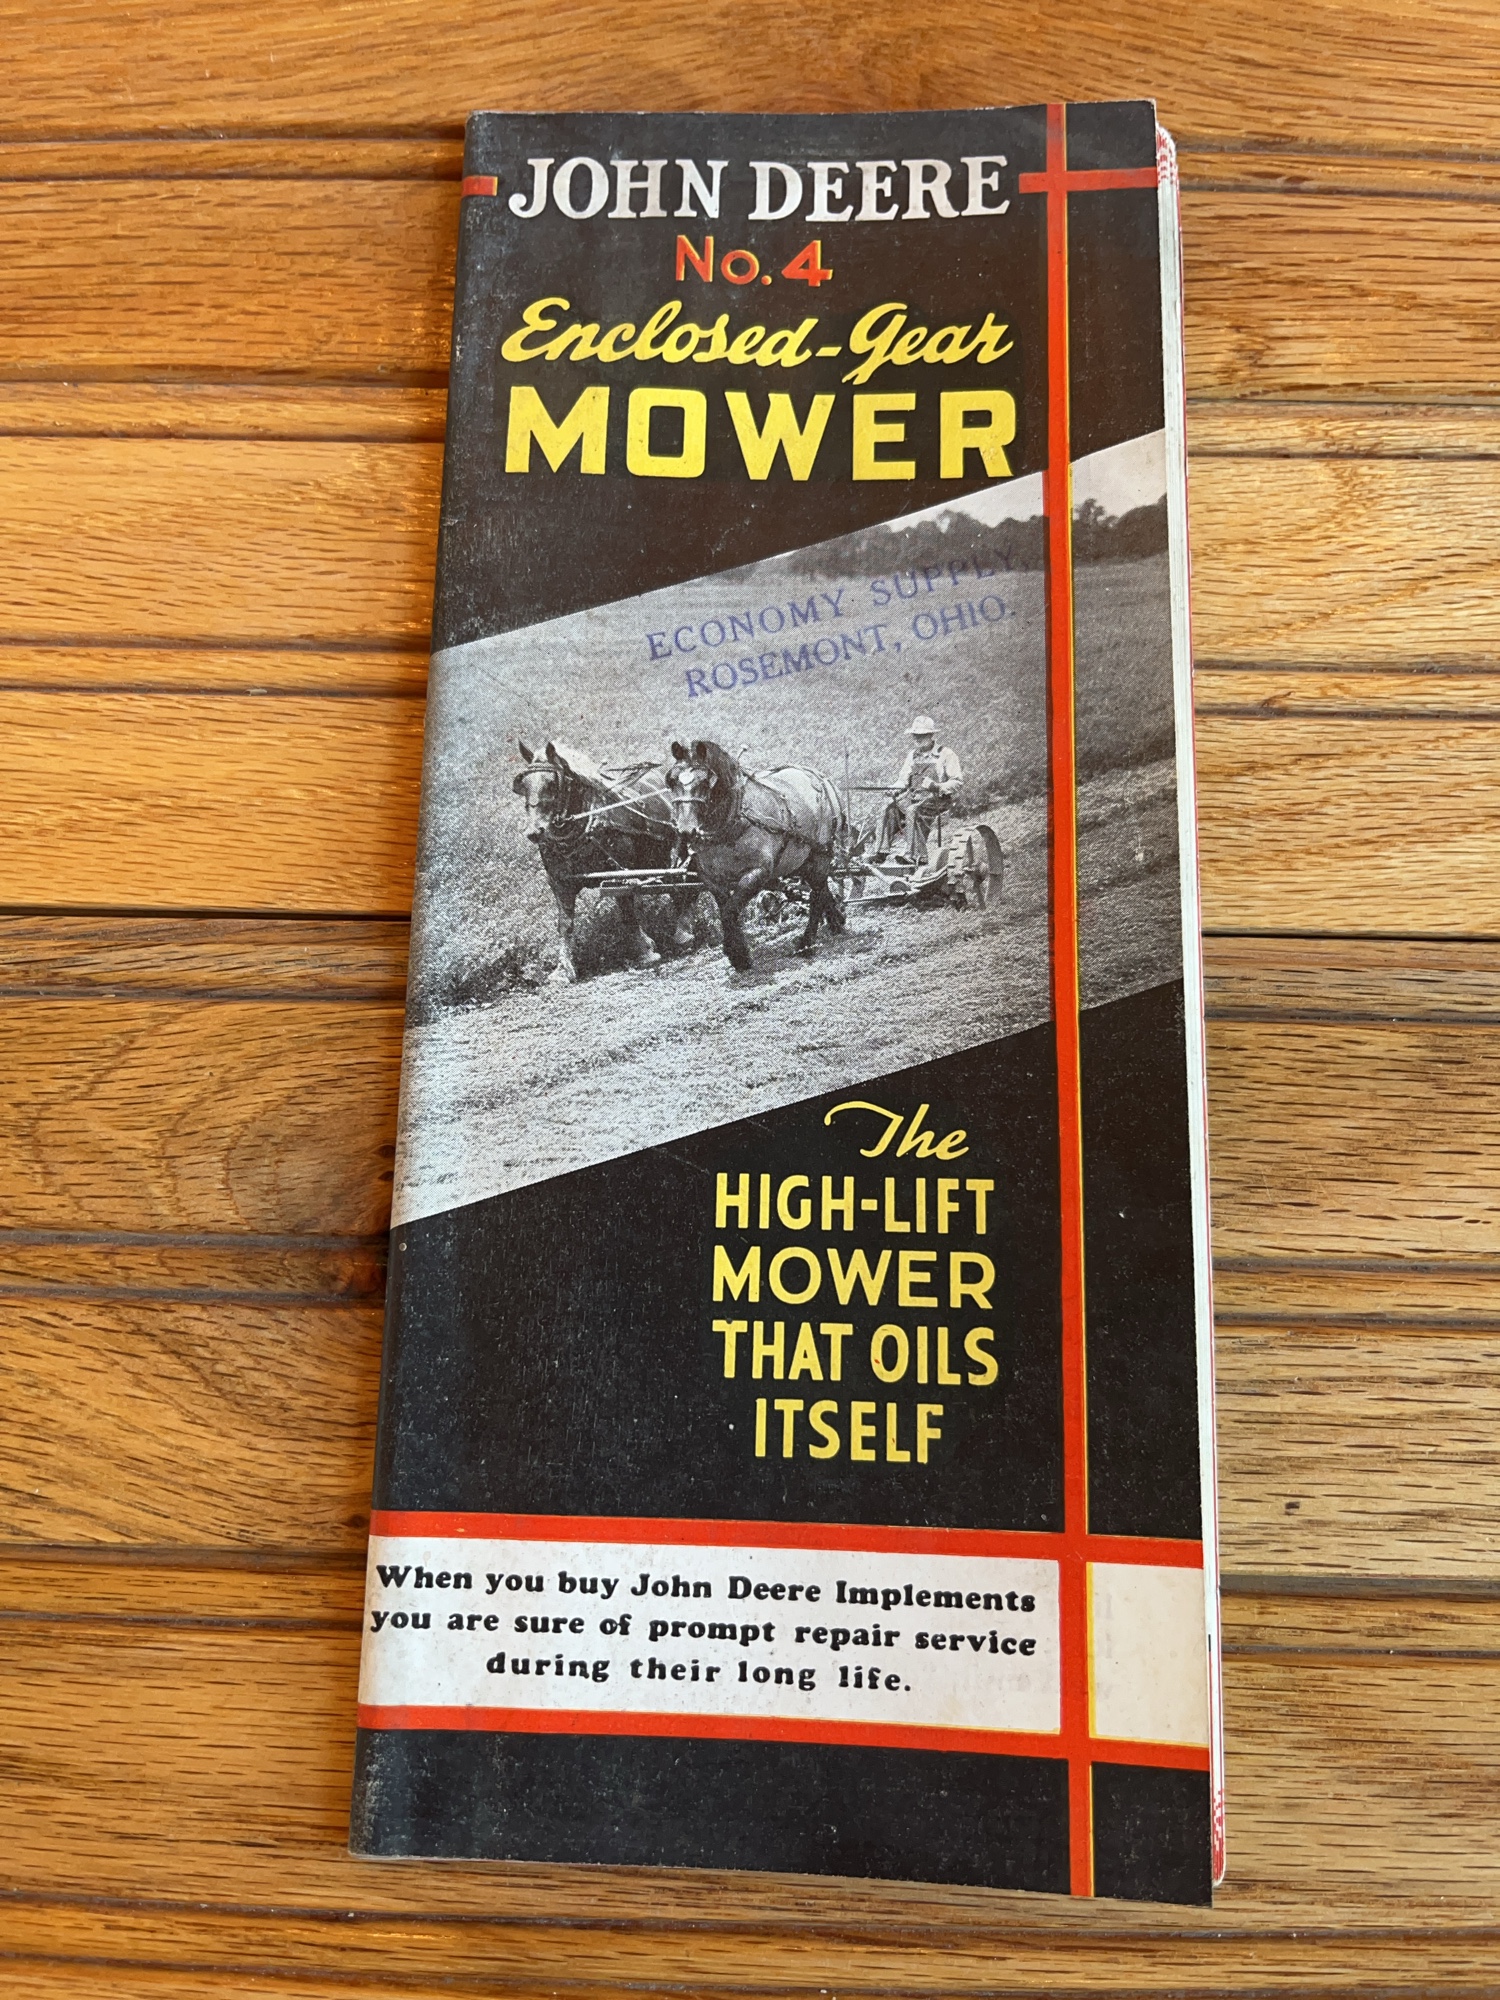 JOHN DEERE
No. 4
Enclosed-Gear
MOWER
ECONOMY SUPPLY,
ROSEMONT, OHIO.
The
HIGH-LIFT
MOWER
THAT OILS
ITSELF
When you buy John Deere Implements
you are sure of prompt repair service
during their long life.